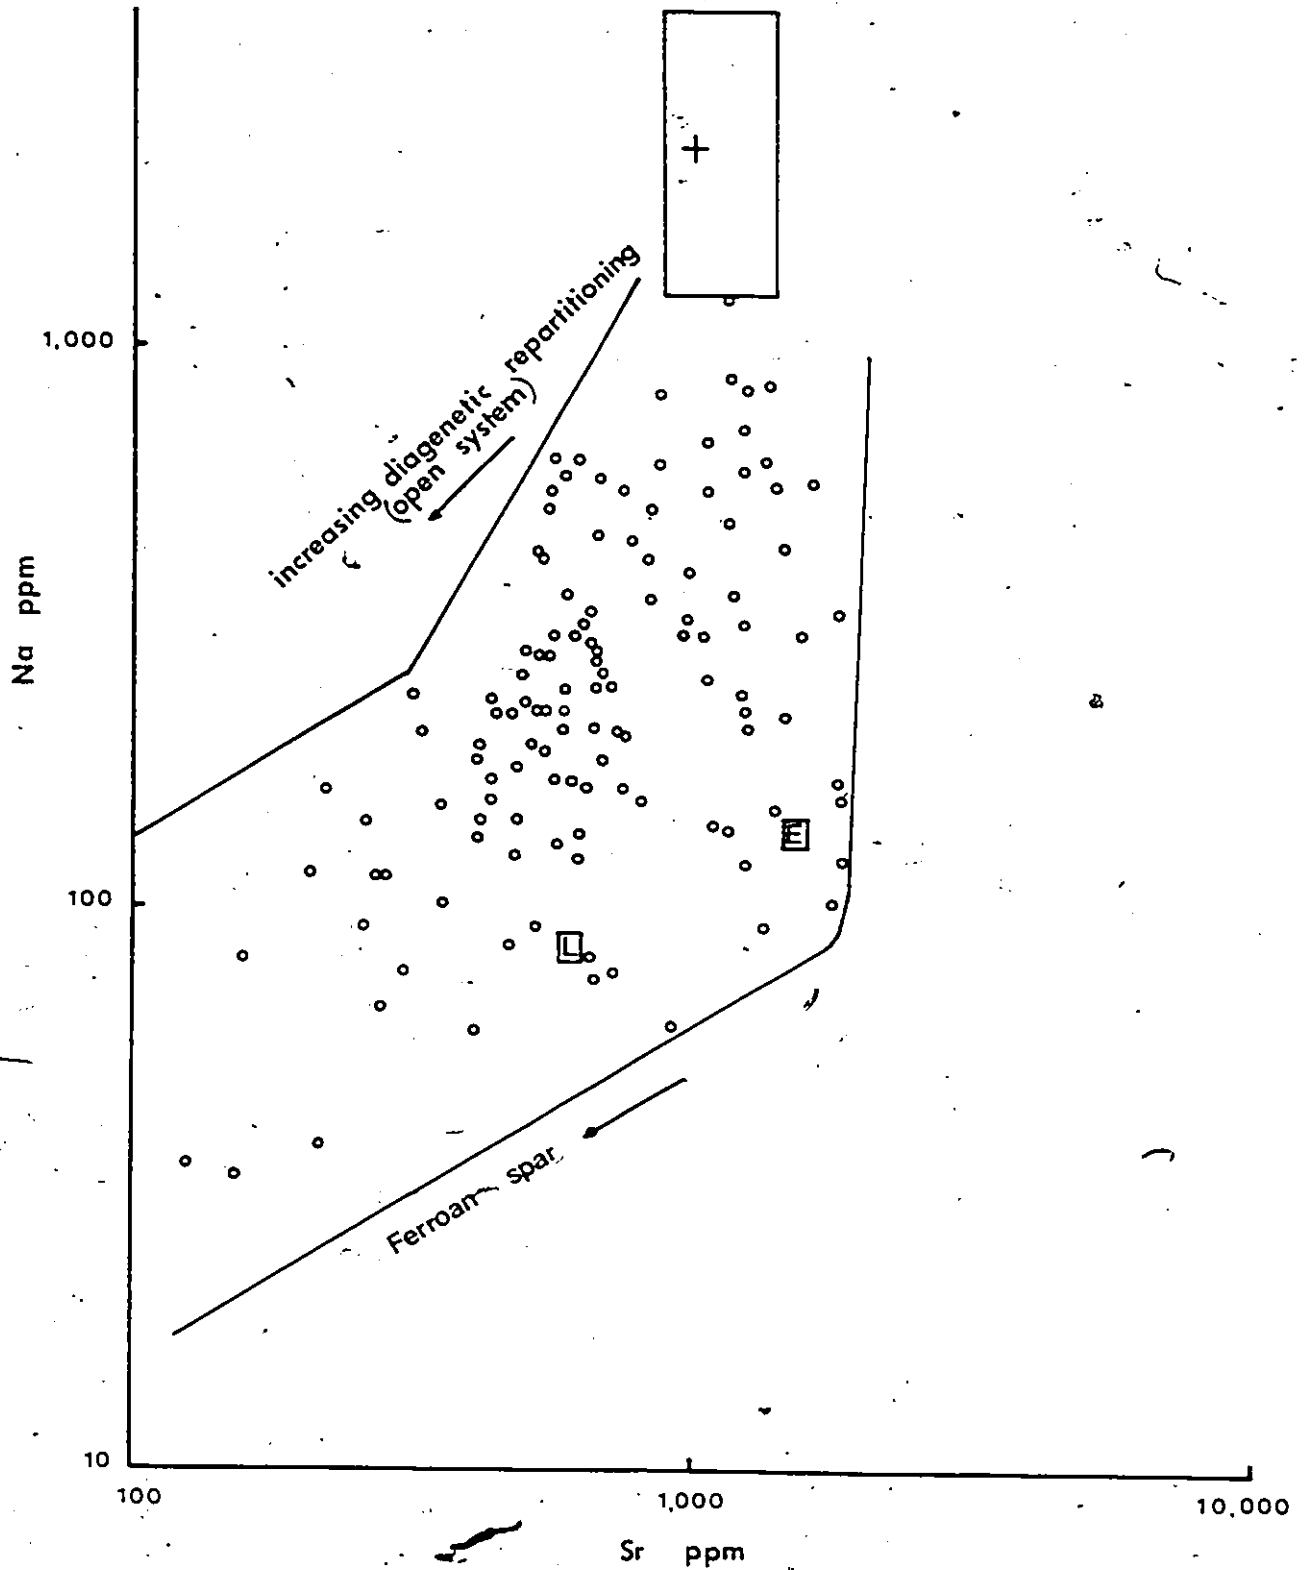 increasing diagenetic repartitioning
(open system)
1,000
Na ppm
E
100
L
Ferroan spar
10
100
1,000
10,000
Sr ppm